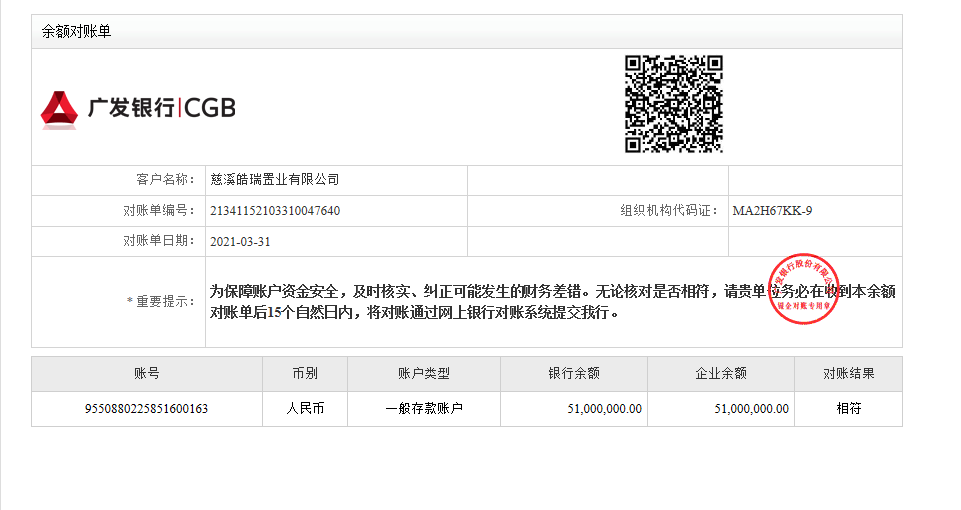 余额对账单
广发银行|CGB
客户名称： 慈溪皓瑞置业有限公司
对账单编号： 21341152103310047640 组织机构代码证： MA2H67KK-9
对账单日期： 2021-03-31
*重要提示： 为保障账户资金安全，及时核实、纠正可能发生的财务差错。无论核对是否相符，请贵单位务必在收到本余额
对账单后15个自然日内，将对账通过网上银行对账系统提交我行。
发银行股份有限公
账号 币别 账户类型 银行余额 企业余额 对账结果
9550880225851600163 人民币 一般存款账户 51,000,000.00 51,000,000.00 相符